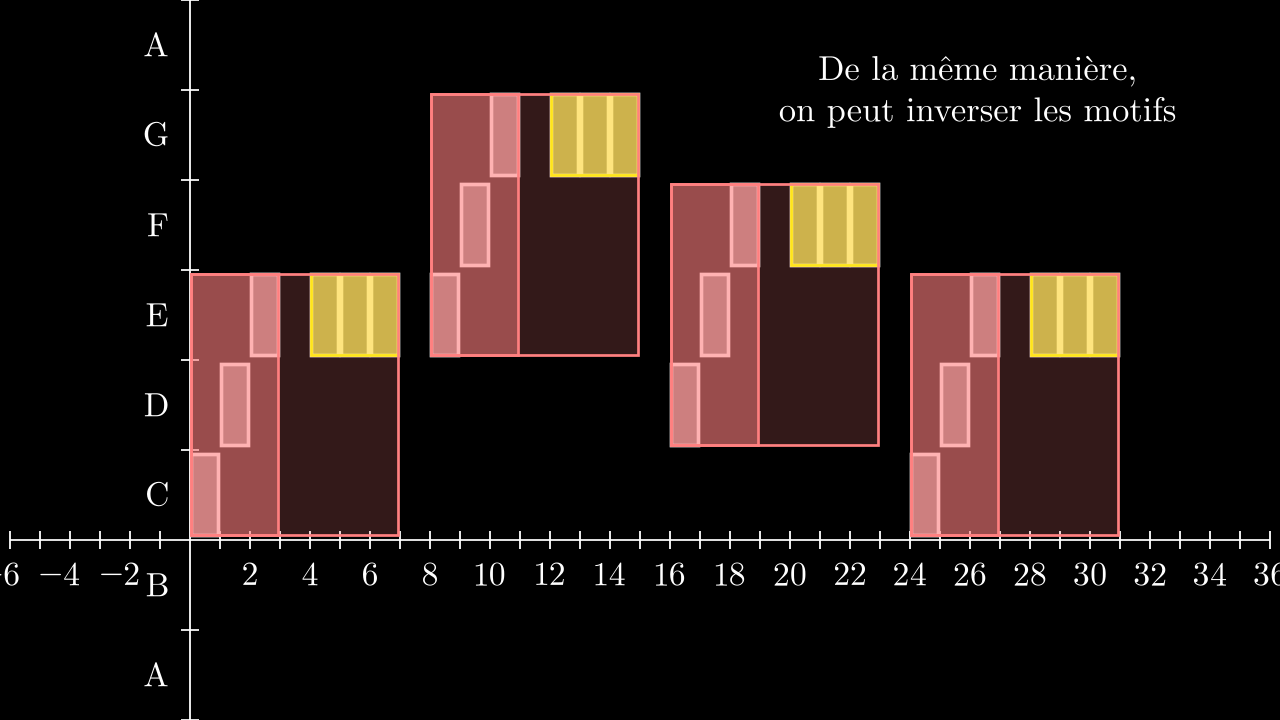 A
De la même manière,
on peut inverser les motifs
G
F
E
D
C
−6 −4 −2 2 4 6 8 10 12 14 16 18 20 22 24 26 28 30 32 34 36
B
A